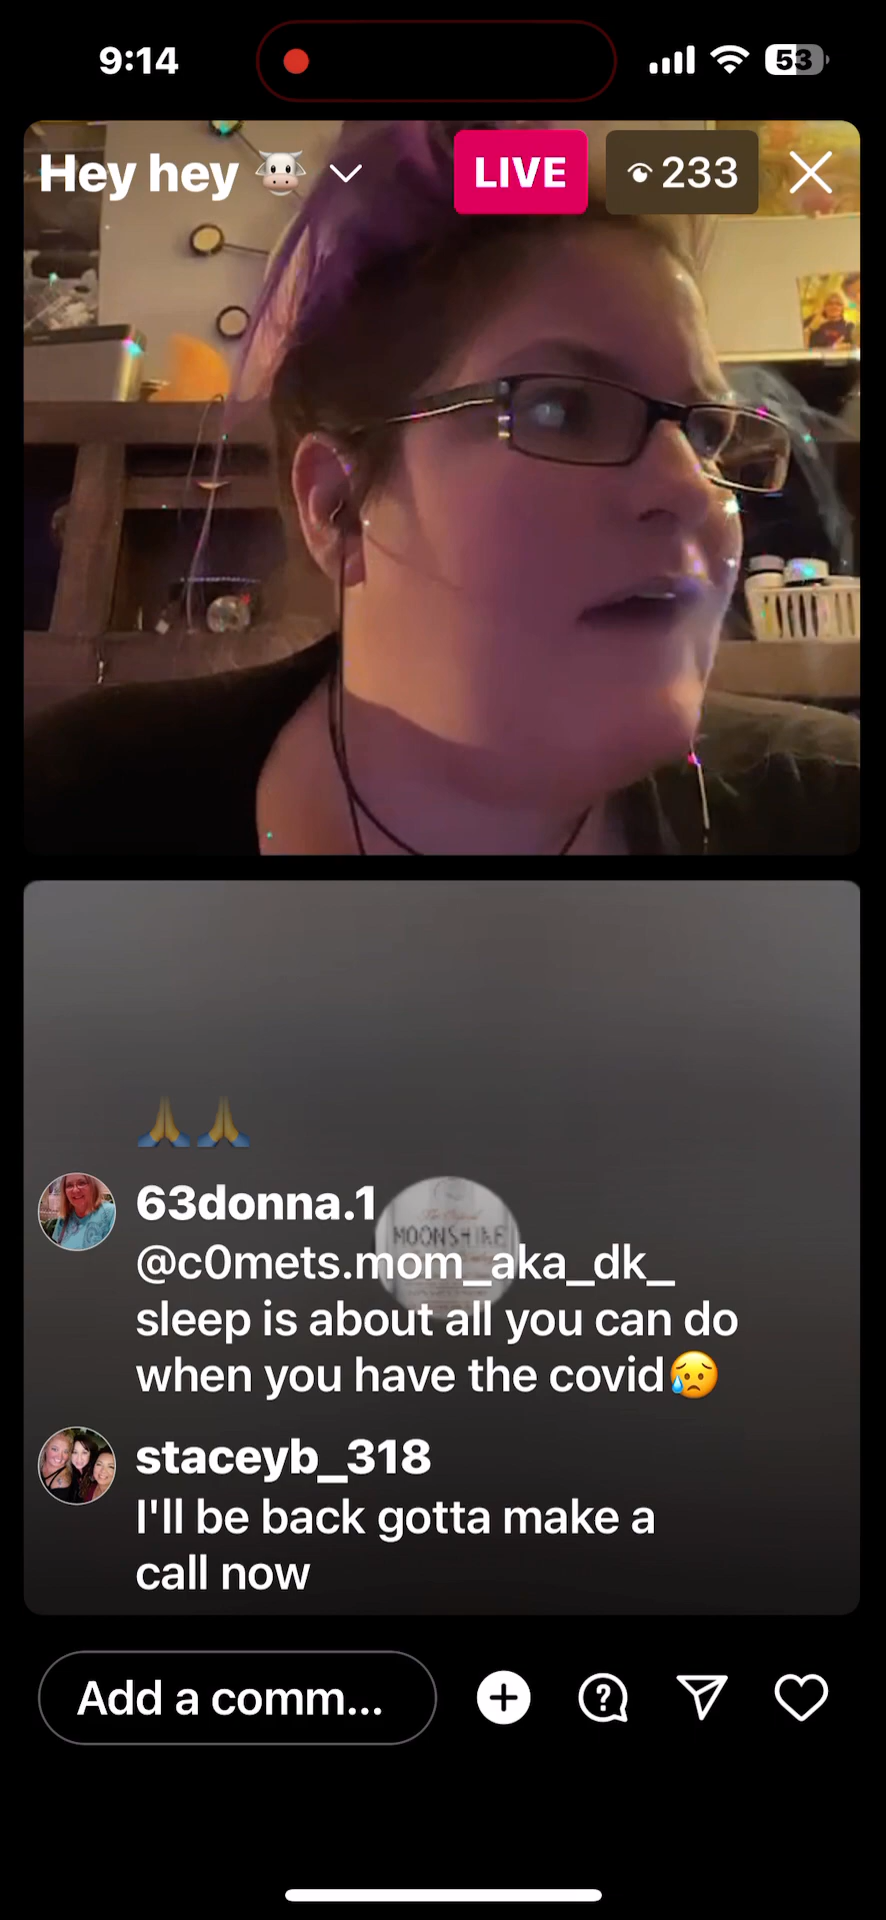 9:14
53
Hey hey 🐮
LIVE
233
🙏🙏
63donna.1
MOONSHINE
@c0mets.mom_aka_dk_
sleep is about all you can do
when you have the covid😥
staceyb_318
I'll be back gotta make a
call now
Add a comm...